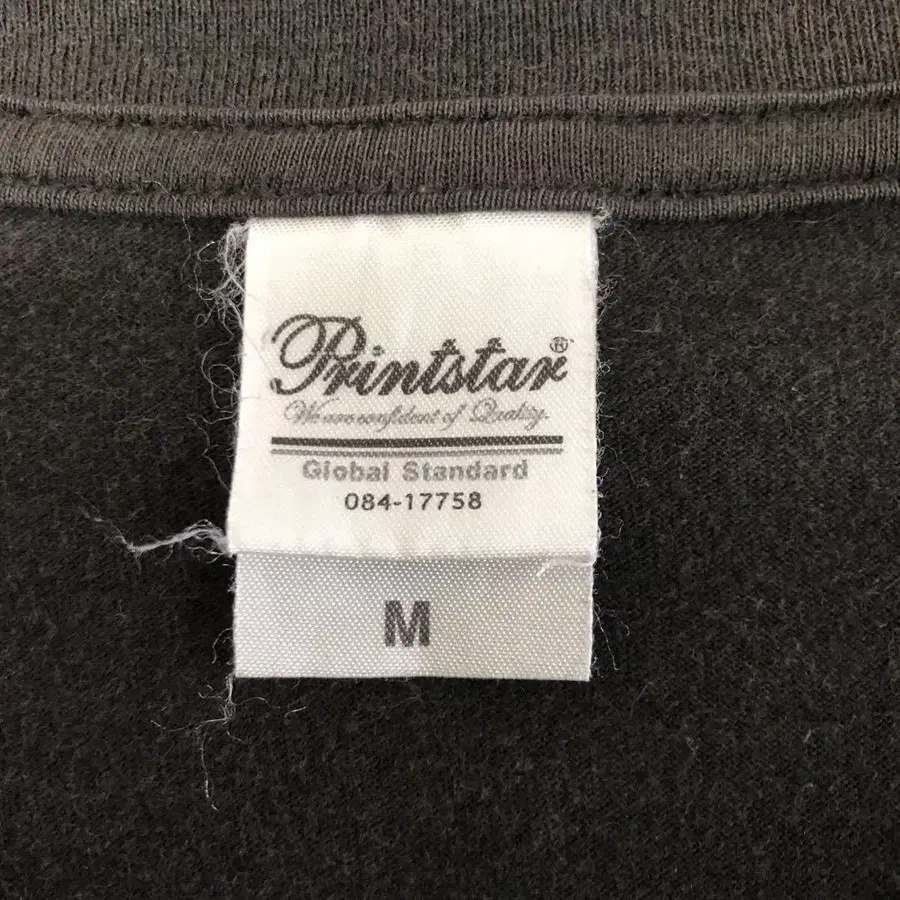 Printstar®
We are confident of Quality.
Global Standard
084-17758
M